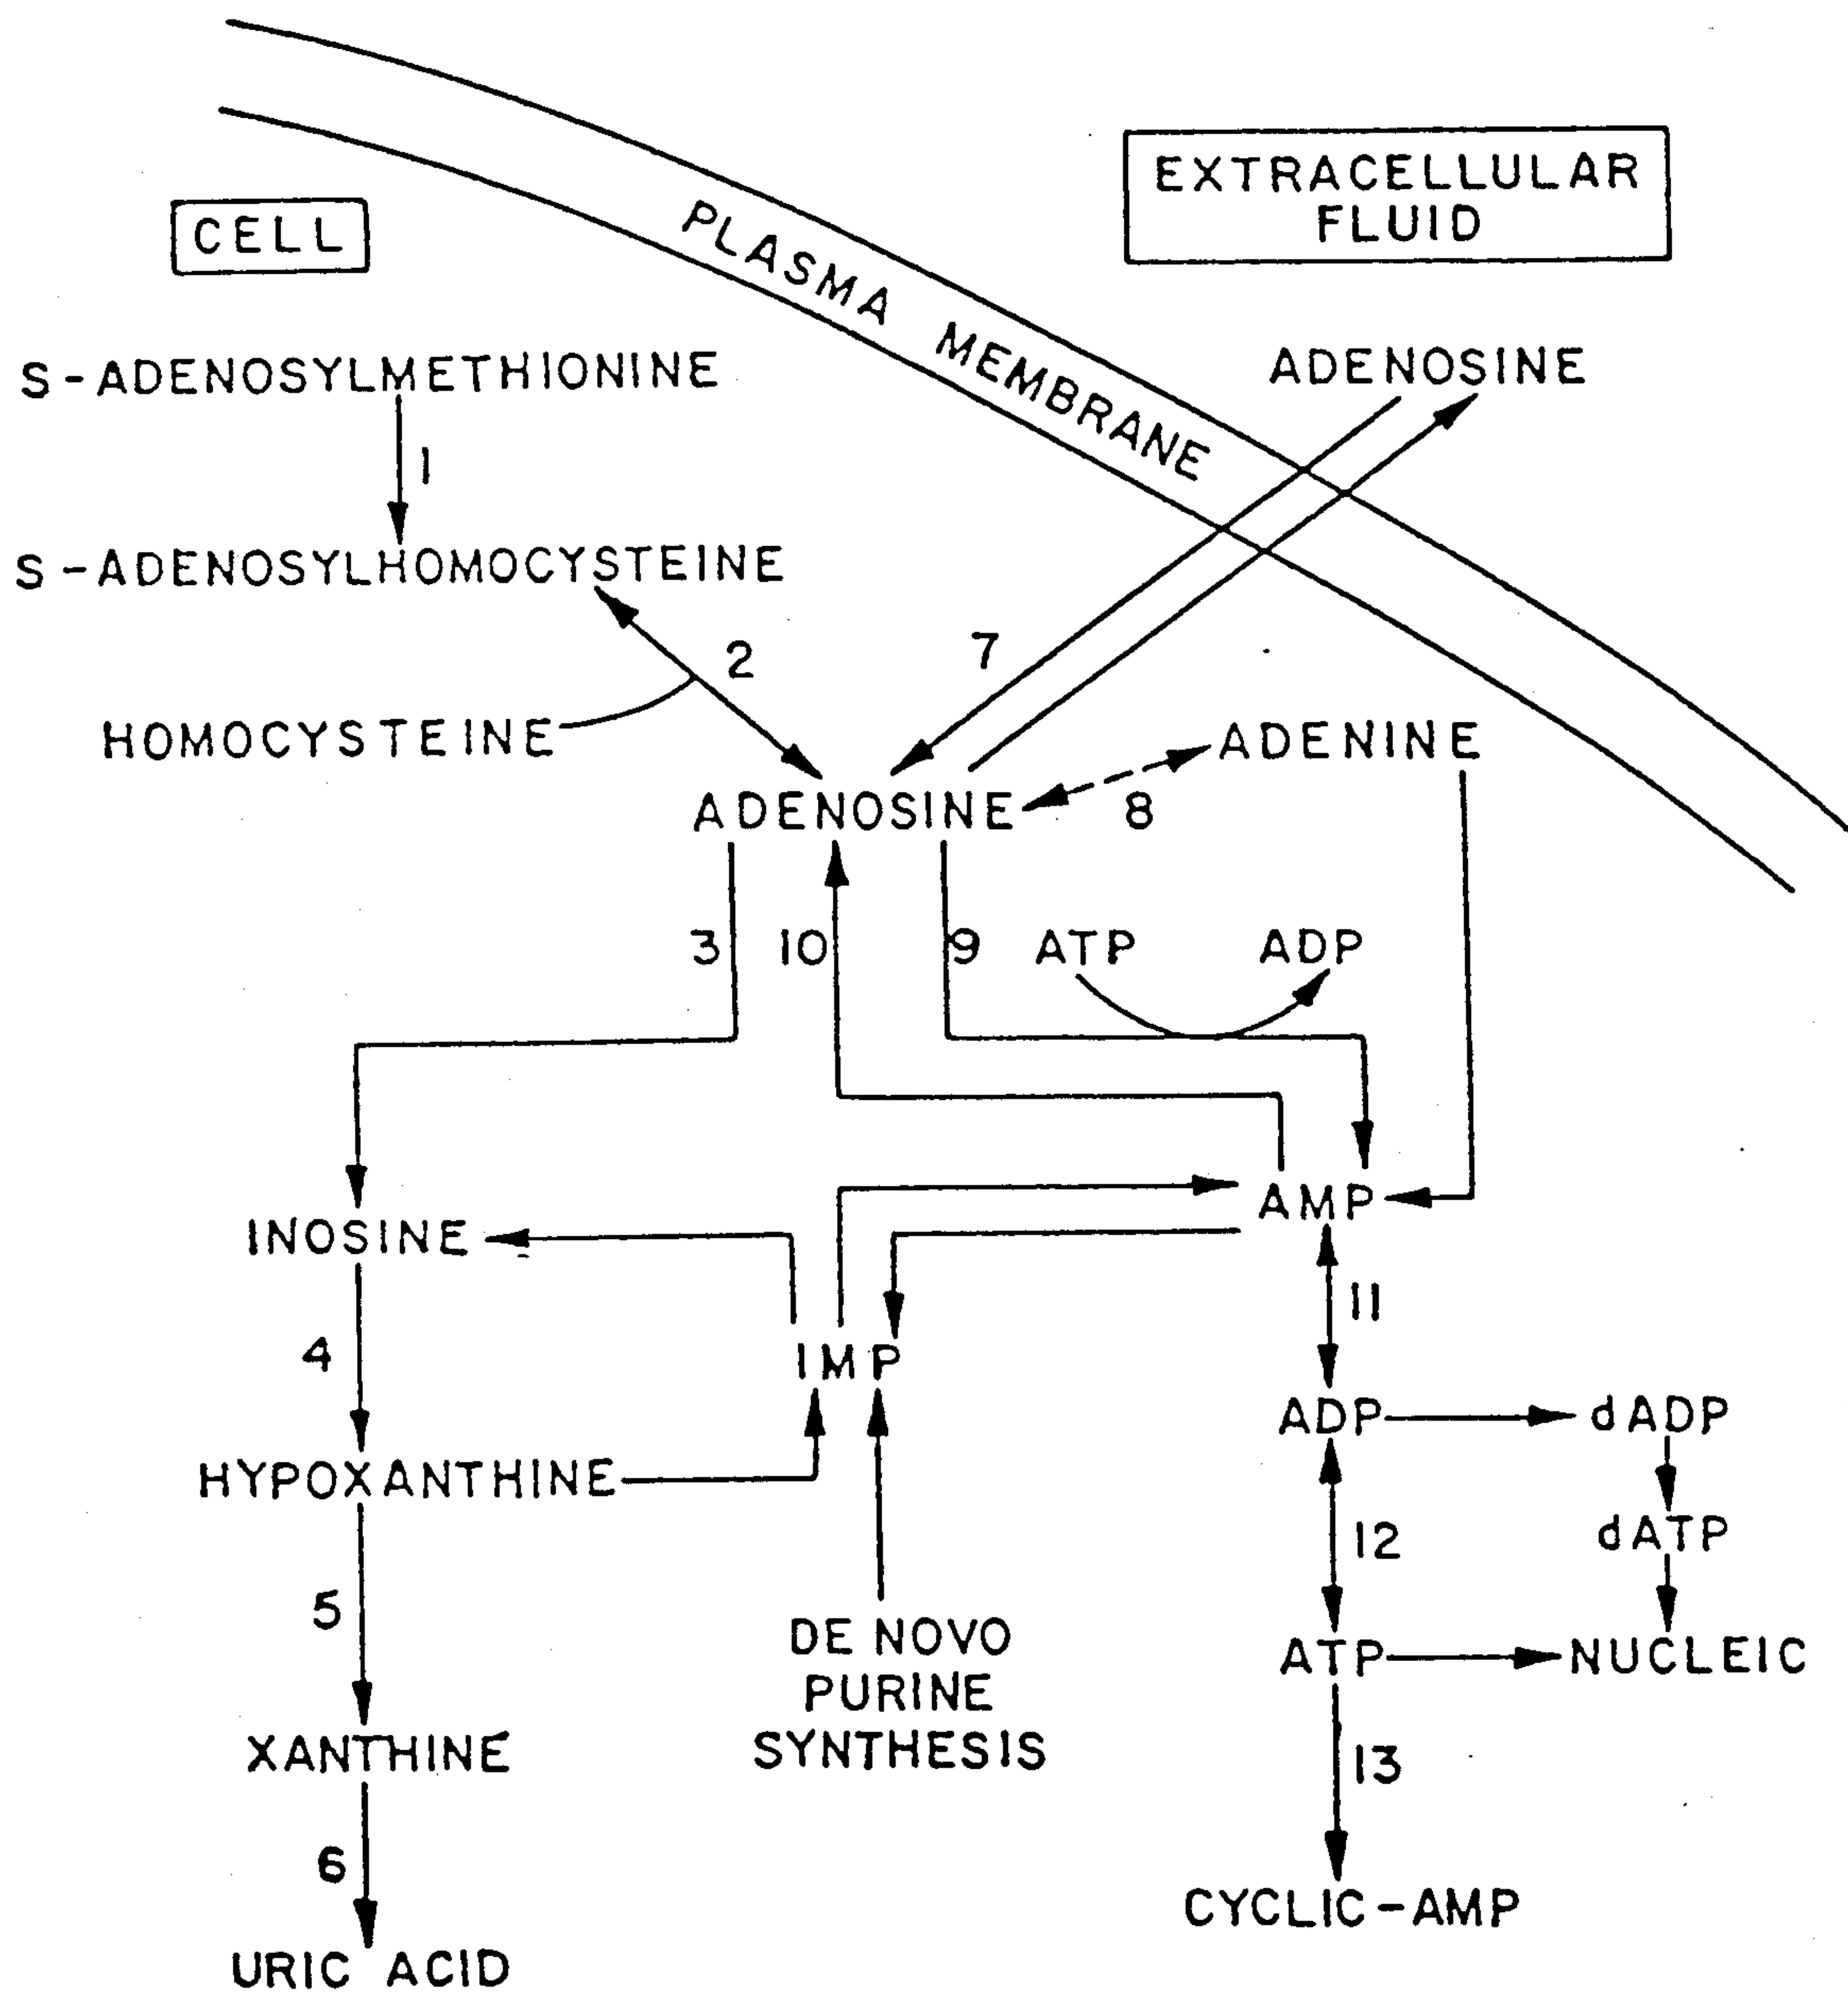 CELL
EXTRACELLULAR
FLUID
PLASMA MEMBRANE
S-ADENOSYLMETHIONINE
ADENOSINE
1
S-ADENOSYLHOMOCYSTEINE
2
7
HOMOCYSTEINE
ADENINE
ADENOSINE
8
3
10
9
ATP
ADP
AMP
INOSINE
11
4
IMP
ADP
dADP
HYPOXANTHINE
12
dATP
5
DE NOVO
PURINE
SYNTHESIS
ATP
NUCLEIC
XANTHINE
13
6
CYCLIC-AMP
URIC ACID